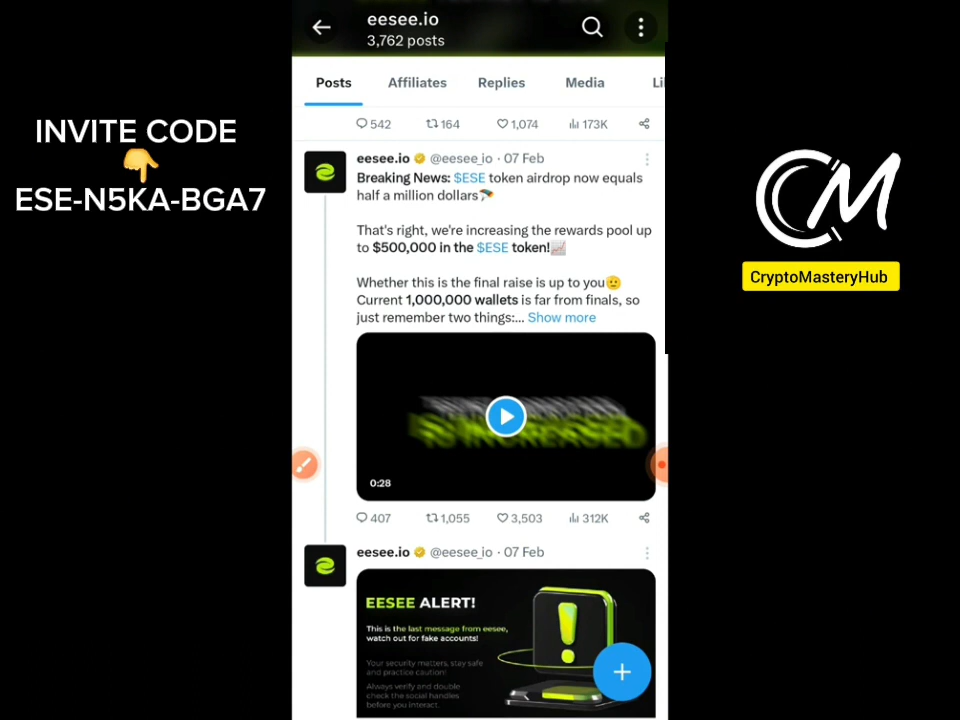 INVITE CODE
👇
ESE-N5KA-BGA7
eesee.io
3,762 posts
Posts Affiliates Replies Media Li
542 164 1,074 173K
eesee.io @eesee_io · 07 Feb
Breaking News: $ESE token airdrop now equals
half a million dollars🪂
That's right, we're increasing the rewards pool up
to $500,000 in the $ESE token!📈
Whether this is the final raise is up to you🫡
Current 1,000,000 wallets is far from finals, so
just remember two things:... Show more
INCREASED
0:28
407 1,055 3,503 312K
eesee.io @eesee_io · 07 Feb
EESEE ALERT!
This is the last message from eesee,
watch out for fake accounts!
Your security matters, stay safe
and practice caution!
Always verify and double
check the social handles
before you interact.
CM
CryptoMasteryHub